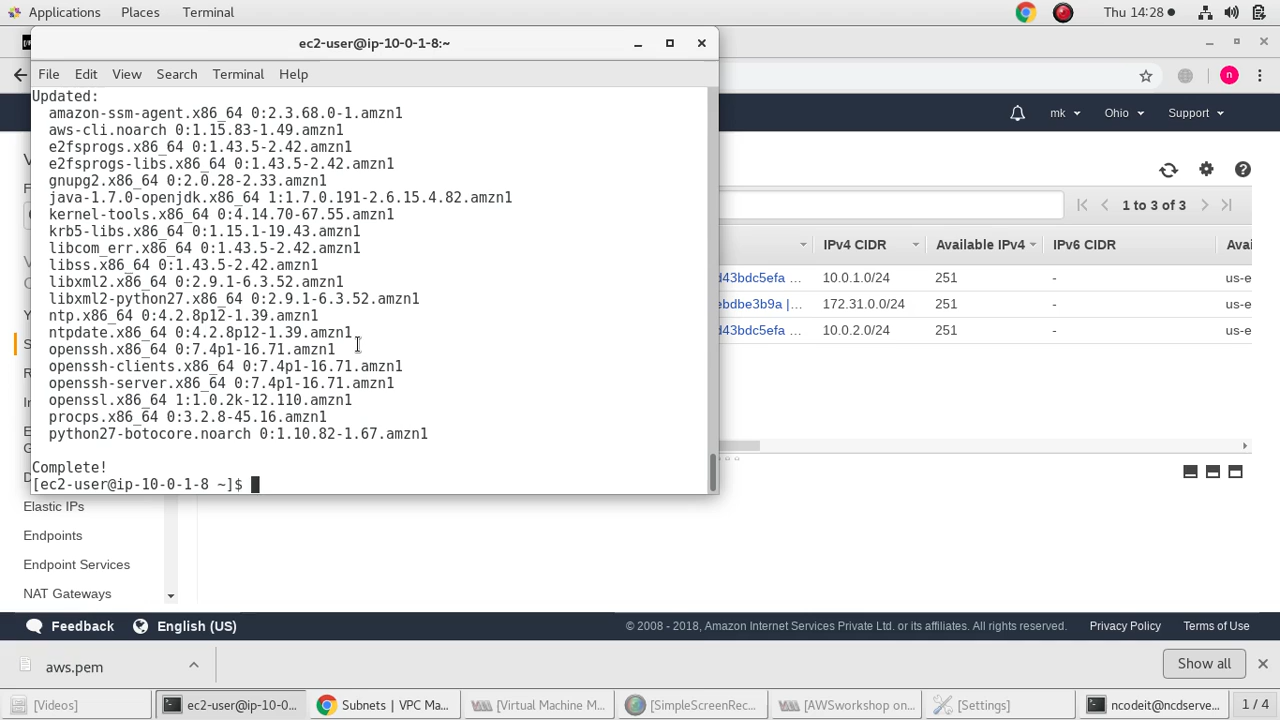 Applications Places Terminal Thu 14:28
ec2-user@ip-10-0-1-8:~
File Edit View Search Terminal Help
Updated:
amazon-ssm-agent.x86_64 0:2.3.68.0-1.amzn1
aws-cli.noarch 0:1.15.83-1.49.amzn1
e2fsprogs.x86_64 0:1.43.5-2.42.amzn1
e2fsprogs-libs.x86_64 0:1.43.5-2.42.amzn1
gnupg2.x86_64 0:2.0.28-2.33.amzn1
java-1.7.0-openjdk.x86_64 1:1.7.0.191-2.6.15.4.82.amzn1
kernel-tools.x86_64 0:4.14.70-67.55.amzn1
krb5-libs.x86_64 0:1.15.1-19.43.amzn1
libcom_err.x86_64 0:1.43.5-2.42.amzn1
libss.x86_64 0:1.43.5-2.42.amzn1
libxml2.x86_64 0:2.9.1-6.3.52.amzn1
libxml2-python27.x86_64 0:2.9.1-6.3.52.amzn1
ntp.x86_64 0:4.2.8p12-1.39.amzn1
ntpdate.x86_64 0:4.2.8p12-1.39.amzn1
openssh.x86_64 0:7.4p1-16.71.amzn1
openssh-clients.x86_64 0:7.4p1-16.71.amzn1
openssh-server.x86_64 0:7.4p1-16.71.amzn1
openssl.x86_64 1:1.0.2k-12.110.amzn1
procps.x86_64 0:3.2.8-45.16.amzn1
python27-botocore.noarch 0:1.10.82-1.67.amzn1
Complete!
[ec2-user@ip-10-0-1-8 ~]$
n
mk Ohio Support
1 to 3 of 3
IPv4 CIDR Available IPv4 IPv6 CIDR Avai
d43bdc5efa ... 10.0.1.0/24 251 - us-e
ebdbe3b9a |... 172.31.0.0/24 251 - us-e
d43bdc5efa ... 10.0.2.0/24 251 - us-e
Elastic IPs
Endpoints
Endpoint Services
NAT Gateways
Feedback English (US) © 2008 - 2018, Amazon Internet Services Private Ltd. or its affiliates. All rights reserved. Privacy Policy Terms of Use
aws.pem Show all
[Videos] ec2-user@ip-10-0... Subnets | VPC Ma... [Virtual Machine M... [SimpleScreenRec... [AWSworkshop on... [Settings] ncodeit@ncdserve... 1 / 4